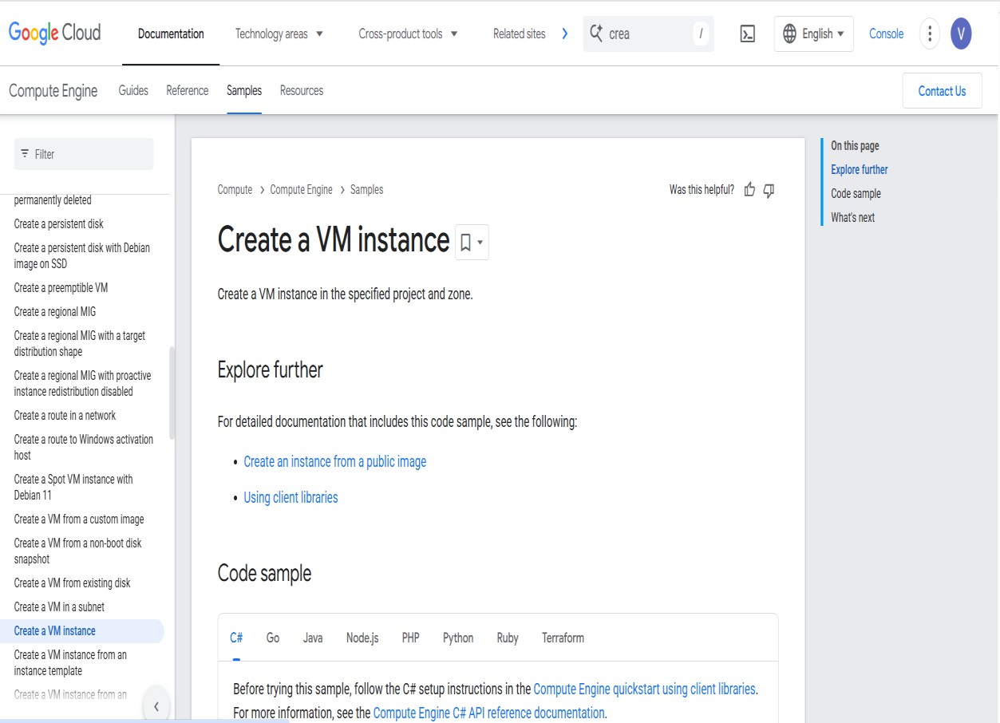 Google Cloud
Documentation
Technology areas
Cross-product tools
Related sites
crea
/
English
Console
V
Compute Engine
Guides
Reference
Samples
Resources
Contact Us
Filter
permanently deleted
Create a persistent disk
Create a persistent disk with Debian
image on SSD
Create a preemptible VM
Create a regional MIG
Create a regional MIG with a target
distribution shape
Create a regional MIG with proactive
instance redistribution disabled
Create a route in a network
Create a route to Windows activation
host
Create a Spot VM instance with
Debian 11
Create a VM from a custom image
Create a VM from a non-boot disk
snapshot
Create a VM from existing disk
Create a VM in a subnet
Create a VM instance
Create a VM instance from an
instance template
Create a VM instance from an
Compute > Compute Engine > Samples
Was this helpful?
Create a VM instance
Create a VM instance in the specified project and zone.
Explore further
For detailed documentation that includes this code sample, see the following:
• Create an instance from a public image
• Using client libraries
Code sample
C# Go Java Node.js PHP Python Ruby Terraform
Before trying this sample, follow the C# setup instructions in the Compute Engine quickstart using client libraries.
For more information, see the Compute Engine C# API reference documentation.
On this page
Explore further
Code sample
What's next